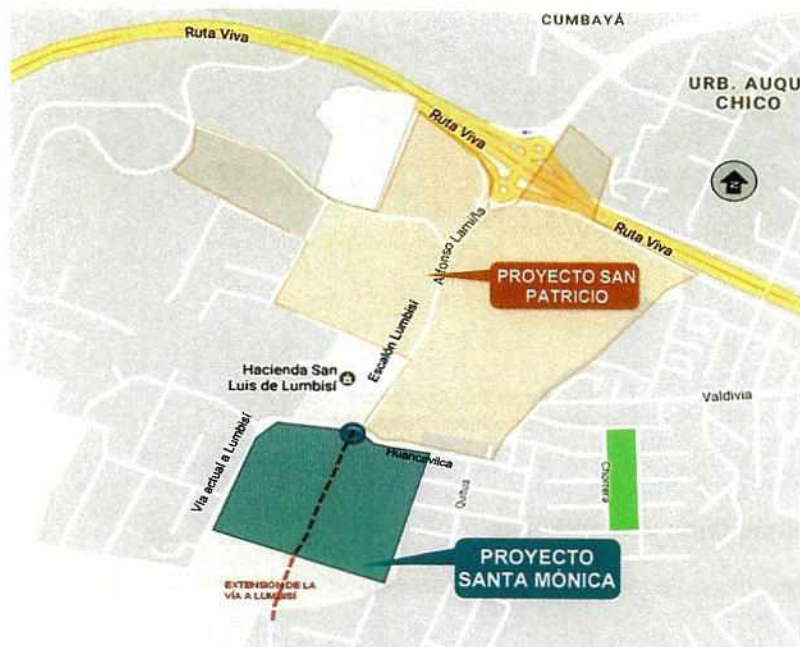 CUMBAYÁ
Ruta Viva
URB. AUQU
CHICO
Ruta Viva
Ruta Viva
Alfonso Lamiña
PROYECTO SAN
PATRICIO
Escalón Lumbisí
Hacienda San
Luis de Lumbisí
Valdivia
Vía actual a Lumbisí
Huancavilca
Quitus
Chorrera
PROYECTO
SANTA MÓNICA
EXTENSIÓN DE LA
VÍA A LUMBISÍ